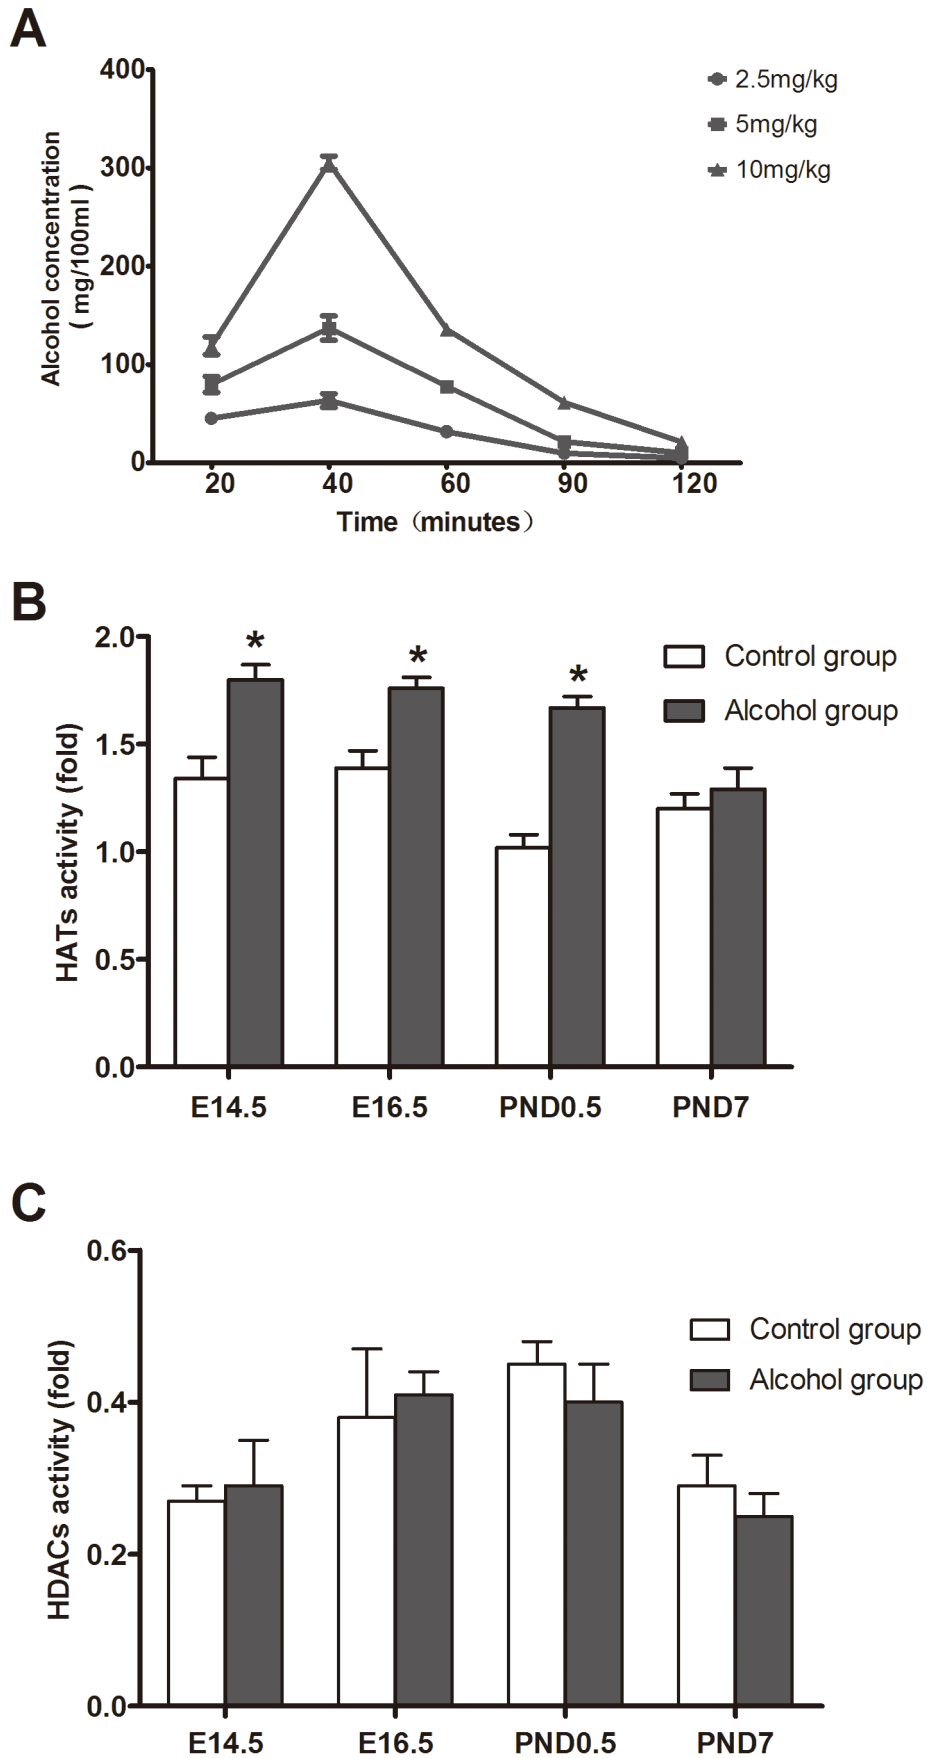 A
400
300
200
100
0
Alcohol concentration
( mg/100ml )
2.5mg/kg
5mg/kg
10mg/kg
20 40 60 90 120
Time（minutes）
B
2.0
1.5
1.0
0.5
0.0
HATs activity (fold)
* * *
Control group
Alcohol group
E14.5 E16.5 PND0.5 PND7
C
0.6
0.4
0.2
0.0
HDACs activity (fold)
Control group
Alcohol group
E14.5 E16.5 PND0.5 PND7